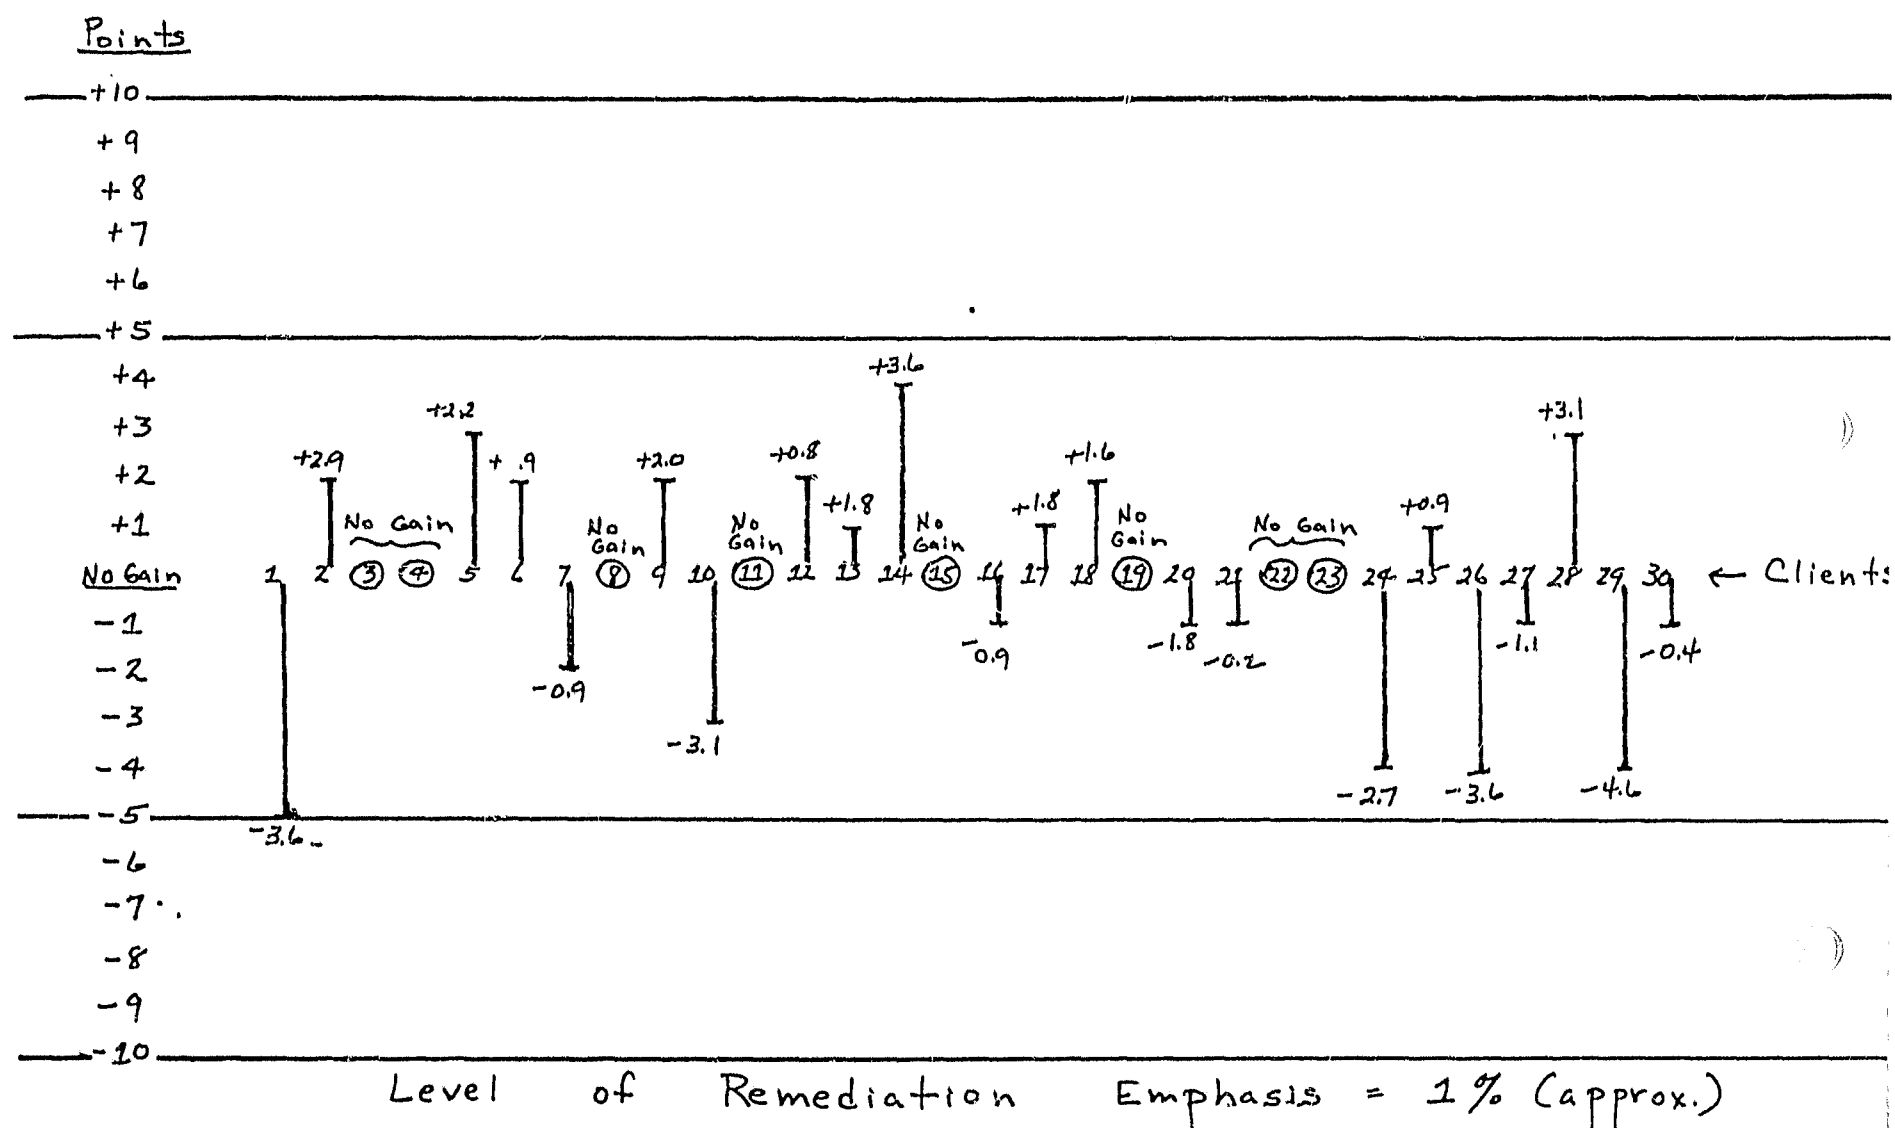 Points
+10
+9
+8
+7
+6
+5
+4 +3.6
+3 +2.2 +3.1
+2 +2.9 + .9 +2.0 +0.8 +1.6
+1 No Gain No Gain No Gain +1.8 No Gain +1.8 No Gain No Gain +0.9
No Gain 1 2 3 4 5 6 7 8 9 10 11 12 13 14 15 16 17 18 19 20 21 22 23 24 25 26 27 28 29 30 ← Clients
-1 -0.9 -1.8 -0.2 -1.1 -0.4
-2 -0.9
-3 -3.1
-4 -2.7 -3.6 -4.6
-5
-3.6
-6
-7
-8
-9
-10
Level of Remediation Emphasis = 1% (approx.)